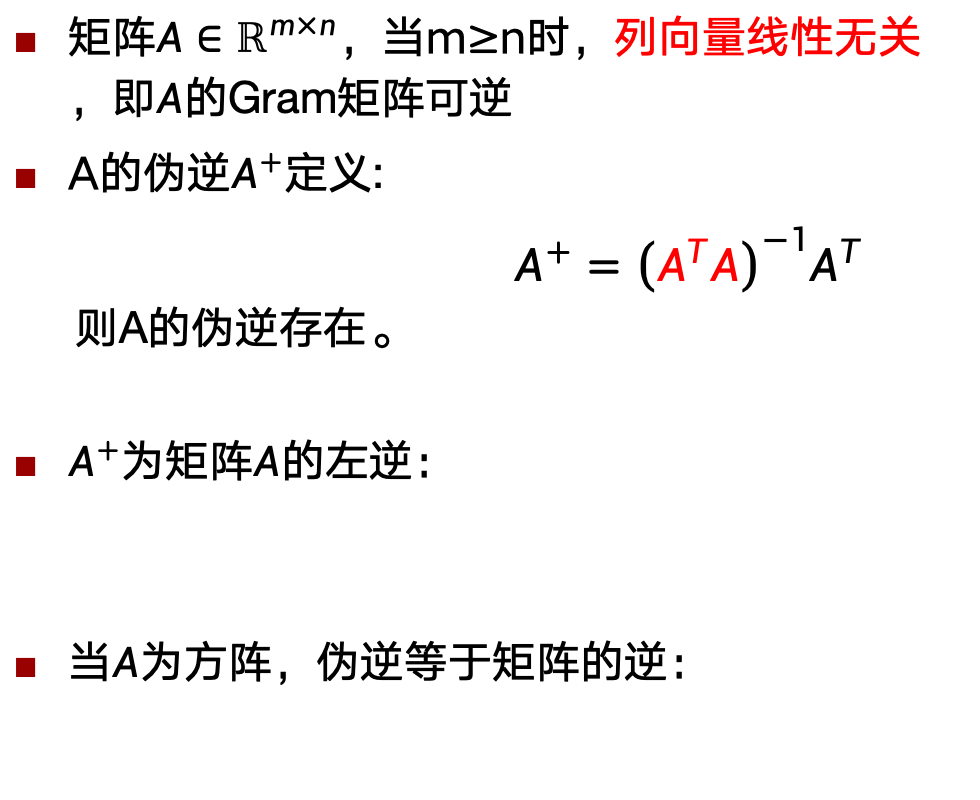 矩阵A ∈ ℝ^{m×n}，当m≥n时，列向量线性无关
，即A的Gram矩阵可逆
A的伪逆A⁺定义:
A⁺ = (AᵀA)⁻¹Aᵀ
则A的伪逆存在。
A⁺为矩阵A的左逆：
当A为方阵，伪逆等于矩阵的逆：